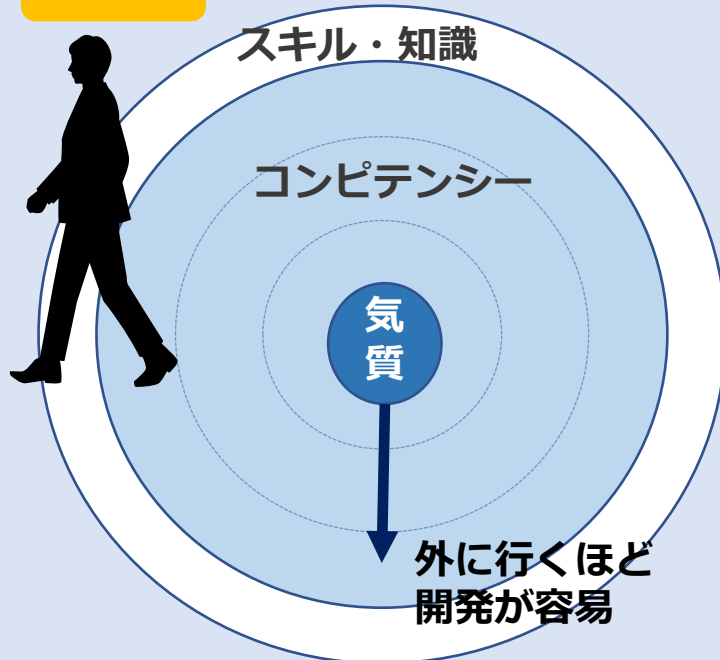 スキル・知識
コンピテンシー
気
質
外に行くほど
開発が容易